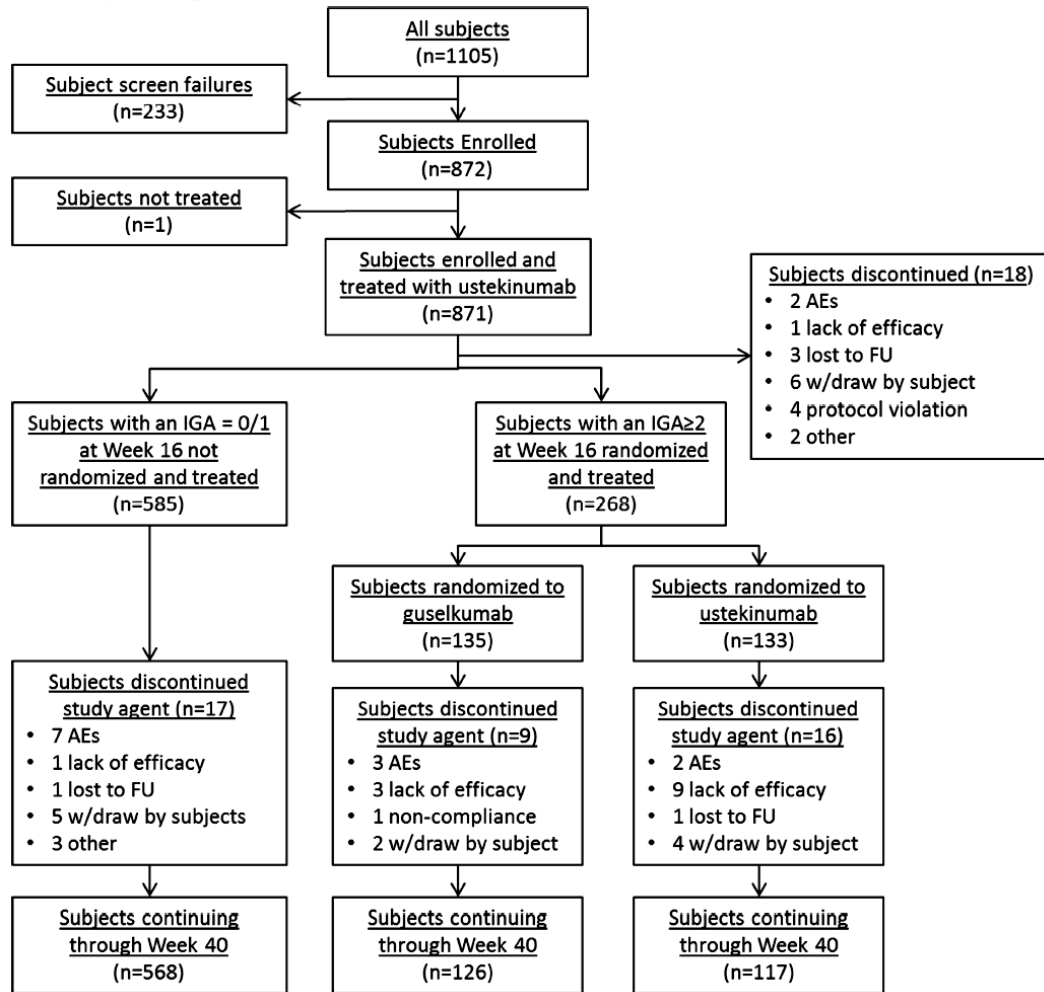 All subjects
(n=1105)
Subject screen failures
(n=233)
Subjects Enrolled
(n=872)
Subjects not treated
(n=1)
Subjects enrolled and
treated with ustekinumab
(n=871)
Subjects discontinued (n=18)
• 2 AEs
• 1 lack of efficacy
• 3 lost to FU
• 6 w/draw by subject
• 4 protocol violation
• 2 other
Subjects with an IGA = 0/1
at Week 16 not
randomized and treated
(n=585)
Subjects with an IGA≥2
at Week 16 randomized
and treated
(n=268)
Subjects randomized to
guselkumab
(n=135)
Subjects randomized to
ustekinumab
(n=133)
Subjects discontinued
study agent (n=17)
• 7 AEs
• 1 lack of efficacy
• 1 lost to FU
• 5 w/draw by subjects
• 3 other
Subjects discontinued
study agent (n=9)
• 3 AEs
• 3 lack of efficacy
• 1 non-compliance
• 2 w/draw by subject
Subjects discontinued
study agent (n=16)
• 2 AEs
• 9 lack of efficacy
• 1 lost to FU
• 4 w/draw by subject
Subjects continuing
through Week 40
(n=568)
Subjects continuing
through Week 40
(n=126)
Subjects continuing
through Week 40
(n=117)